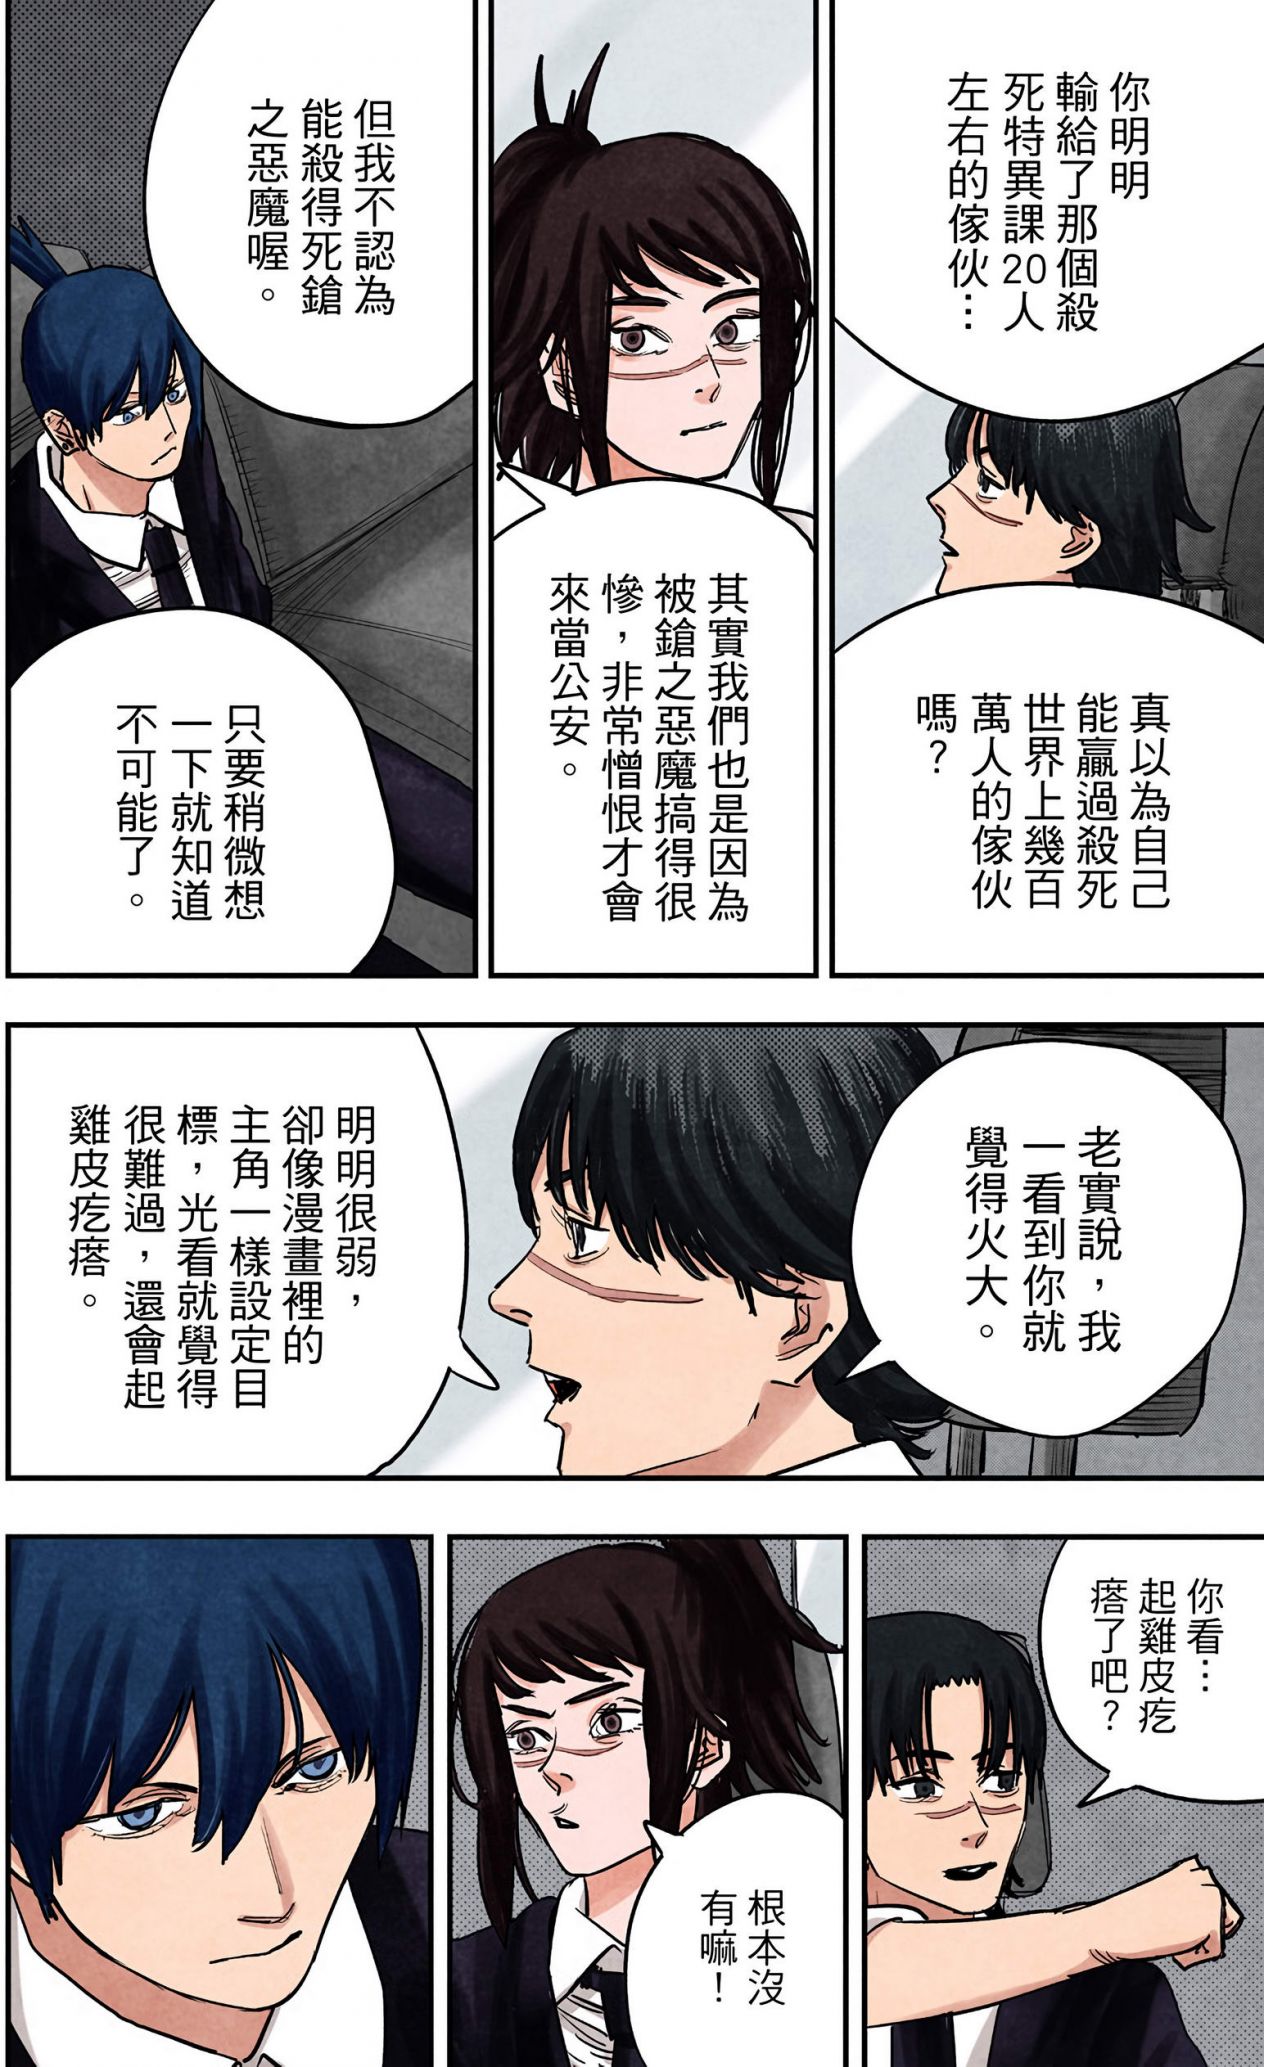 你明明
輸給了那個殺
死特異課20人
左右的傢伙…
真以為自己
能贏過殺死
世界上幾百
萬人的傢伙
嗎？
其實我們也是因為
被鎗之惡魔搞得很
慘，非常憎恨才會
來當公安。
但我不認為
能殺得死鎗
之惡魔喔。
只要稍微想
一下就知道
不可能了。
老實說，我
一看到你就
覺得火大。
明明很弱，
卻像漫畫裡的
主角一樣設定目
標，光看就覺得
很難過，還會起
雞皮疙瘩。
你看…
起雞皮疙
瘩了吧？
根本沒
有嘛！